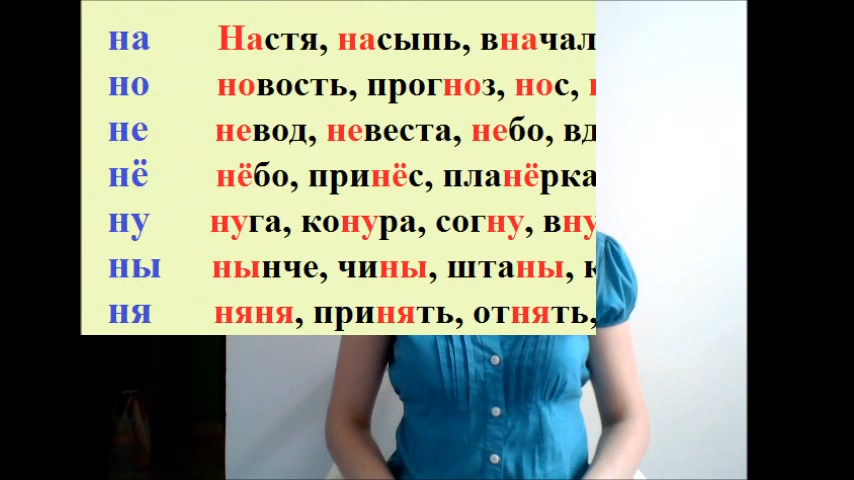 на Настя, насыпь, вначал
но новость, прогноз, нос,
не невод, невеста, небо, вд
нё нёбо, принёс, планёрка
ну нуга, конура, согну, вну
ны нынче, чины, штаны, к
ня няня, принять, отнять,